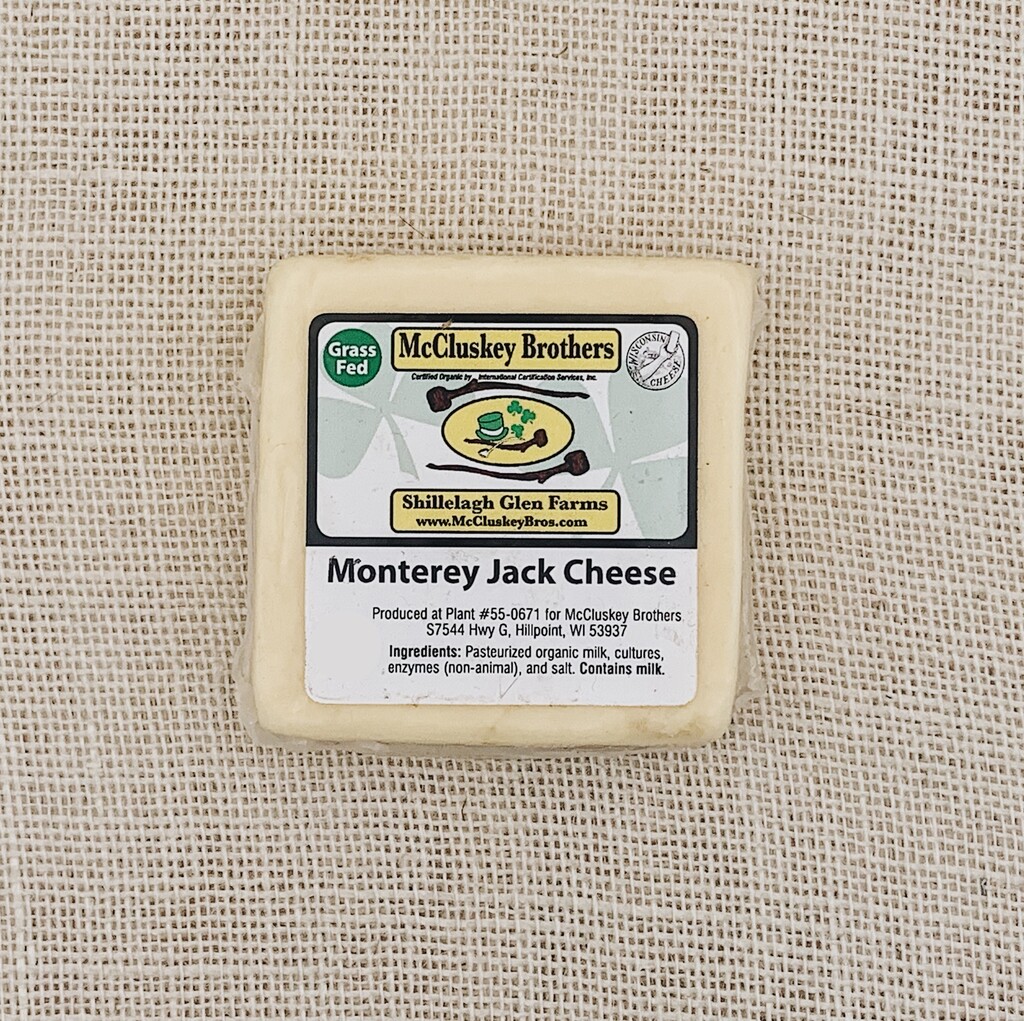 Grass
Fed
McCluskey Brothers
WISCONSIN
CHEESE
Certified Organic by International Certification Services, Inc.
Shillelagh Glen Farms
www.McCluskeyBros.com
Monterey Jack Cheese
Produced at Plant #55-0671 for McCluskey Brothers
S7544 Hwy G, Hillpoint, WI 53937
Ingredients: Pasteurized organic milk, cultures,
enzymes (non-animal), and salt. Contains milk.